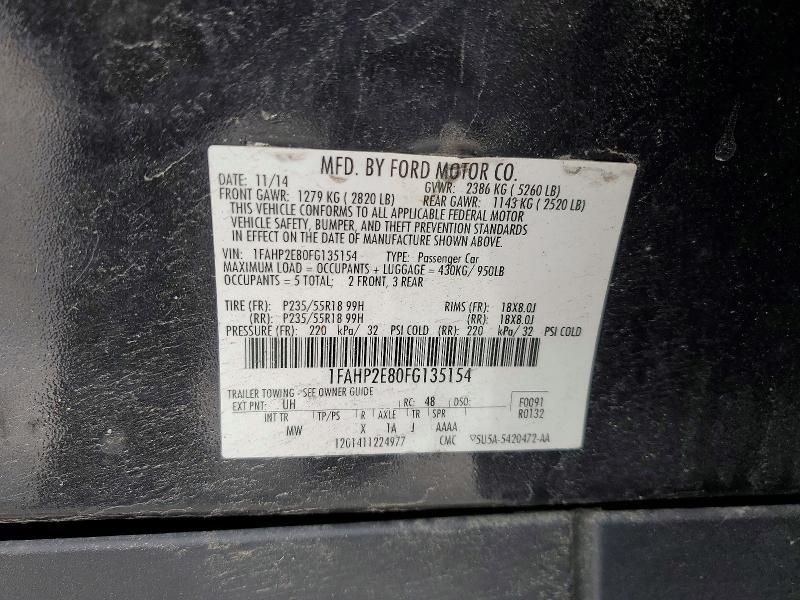 MFD. BY FORD MOTOR CO.
DATE: 11/14 GVWR: 2386 KG ( 5260 LB)
FRONT GAWR: 1279 KG ( 2820 LB) REAR GAWR: 1143 KG ( 2520 LB)
THIS VEHICLE CONFORMS TO ALL APPLICABLE FEDERAL MOTOR
VEHICLE SAFETY, BUMPER, AND THEFT PREVENTION STANDARDS
IN EFFECT ON THE DATE OF MANUFACTURE SHOWN ABOVE.
VIN: 1FAHP2E80FG135154 TYPE: Passenger Car
MAXIMUM LOAD = OCCUPANTS + LUGGAGE = 430KG/ 950LB
OCCUPANTS = 5 TOTAL; 2 FRONT, 3 REAR
TIRE (FR): P235/55R18 99H RIMS (FR): 18X8.0J
(RR): P235/55R18 99H (RR): 18X8.0J
PRESSURE (FR): 220 kPa/ 32 PSI COLD (RR): 220 kPa/ 32 PSI COLD
1FAHP2E80FG135154
TRAILER TOWING - SEE OWNER GUIDE
EXT PNT: UH RC: 48 DSO: F0091
INT TR TP/PS R AXLE TR SPR R0132
MW X 1A J AAAA
1201411224977 CMC ▽5U5A-5420472-AA